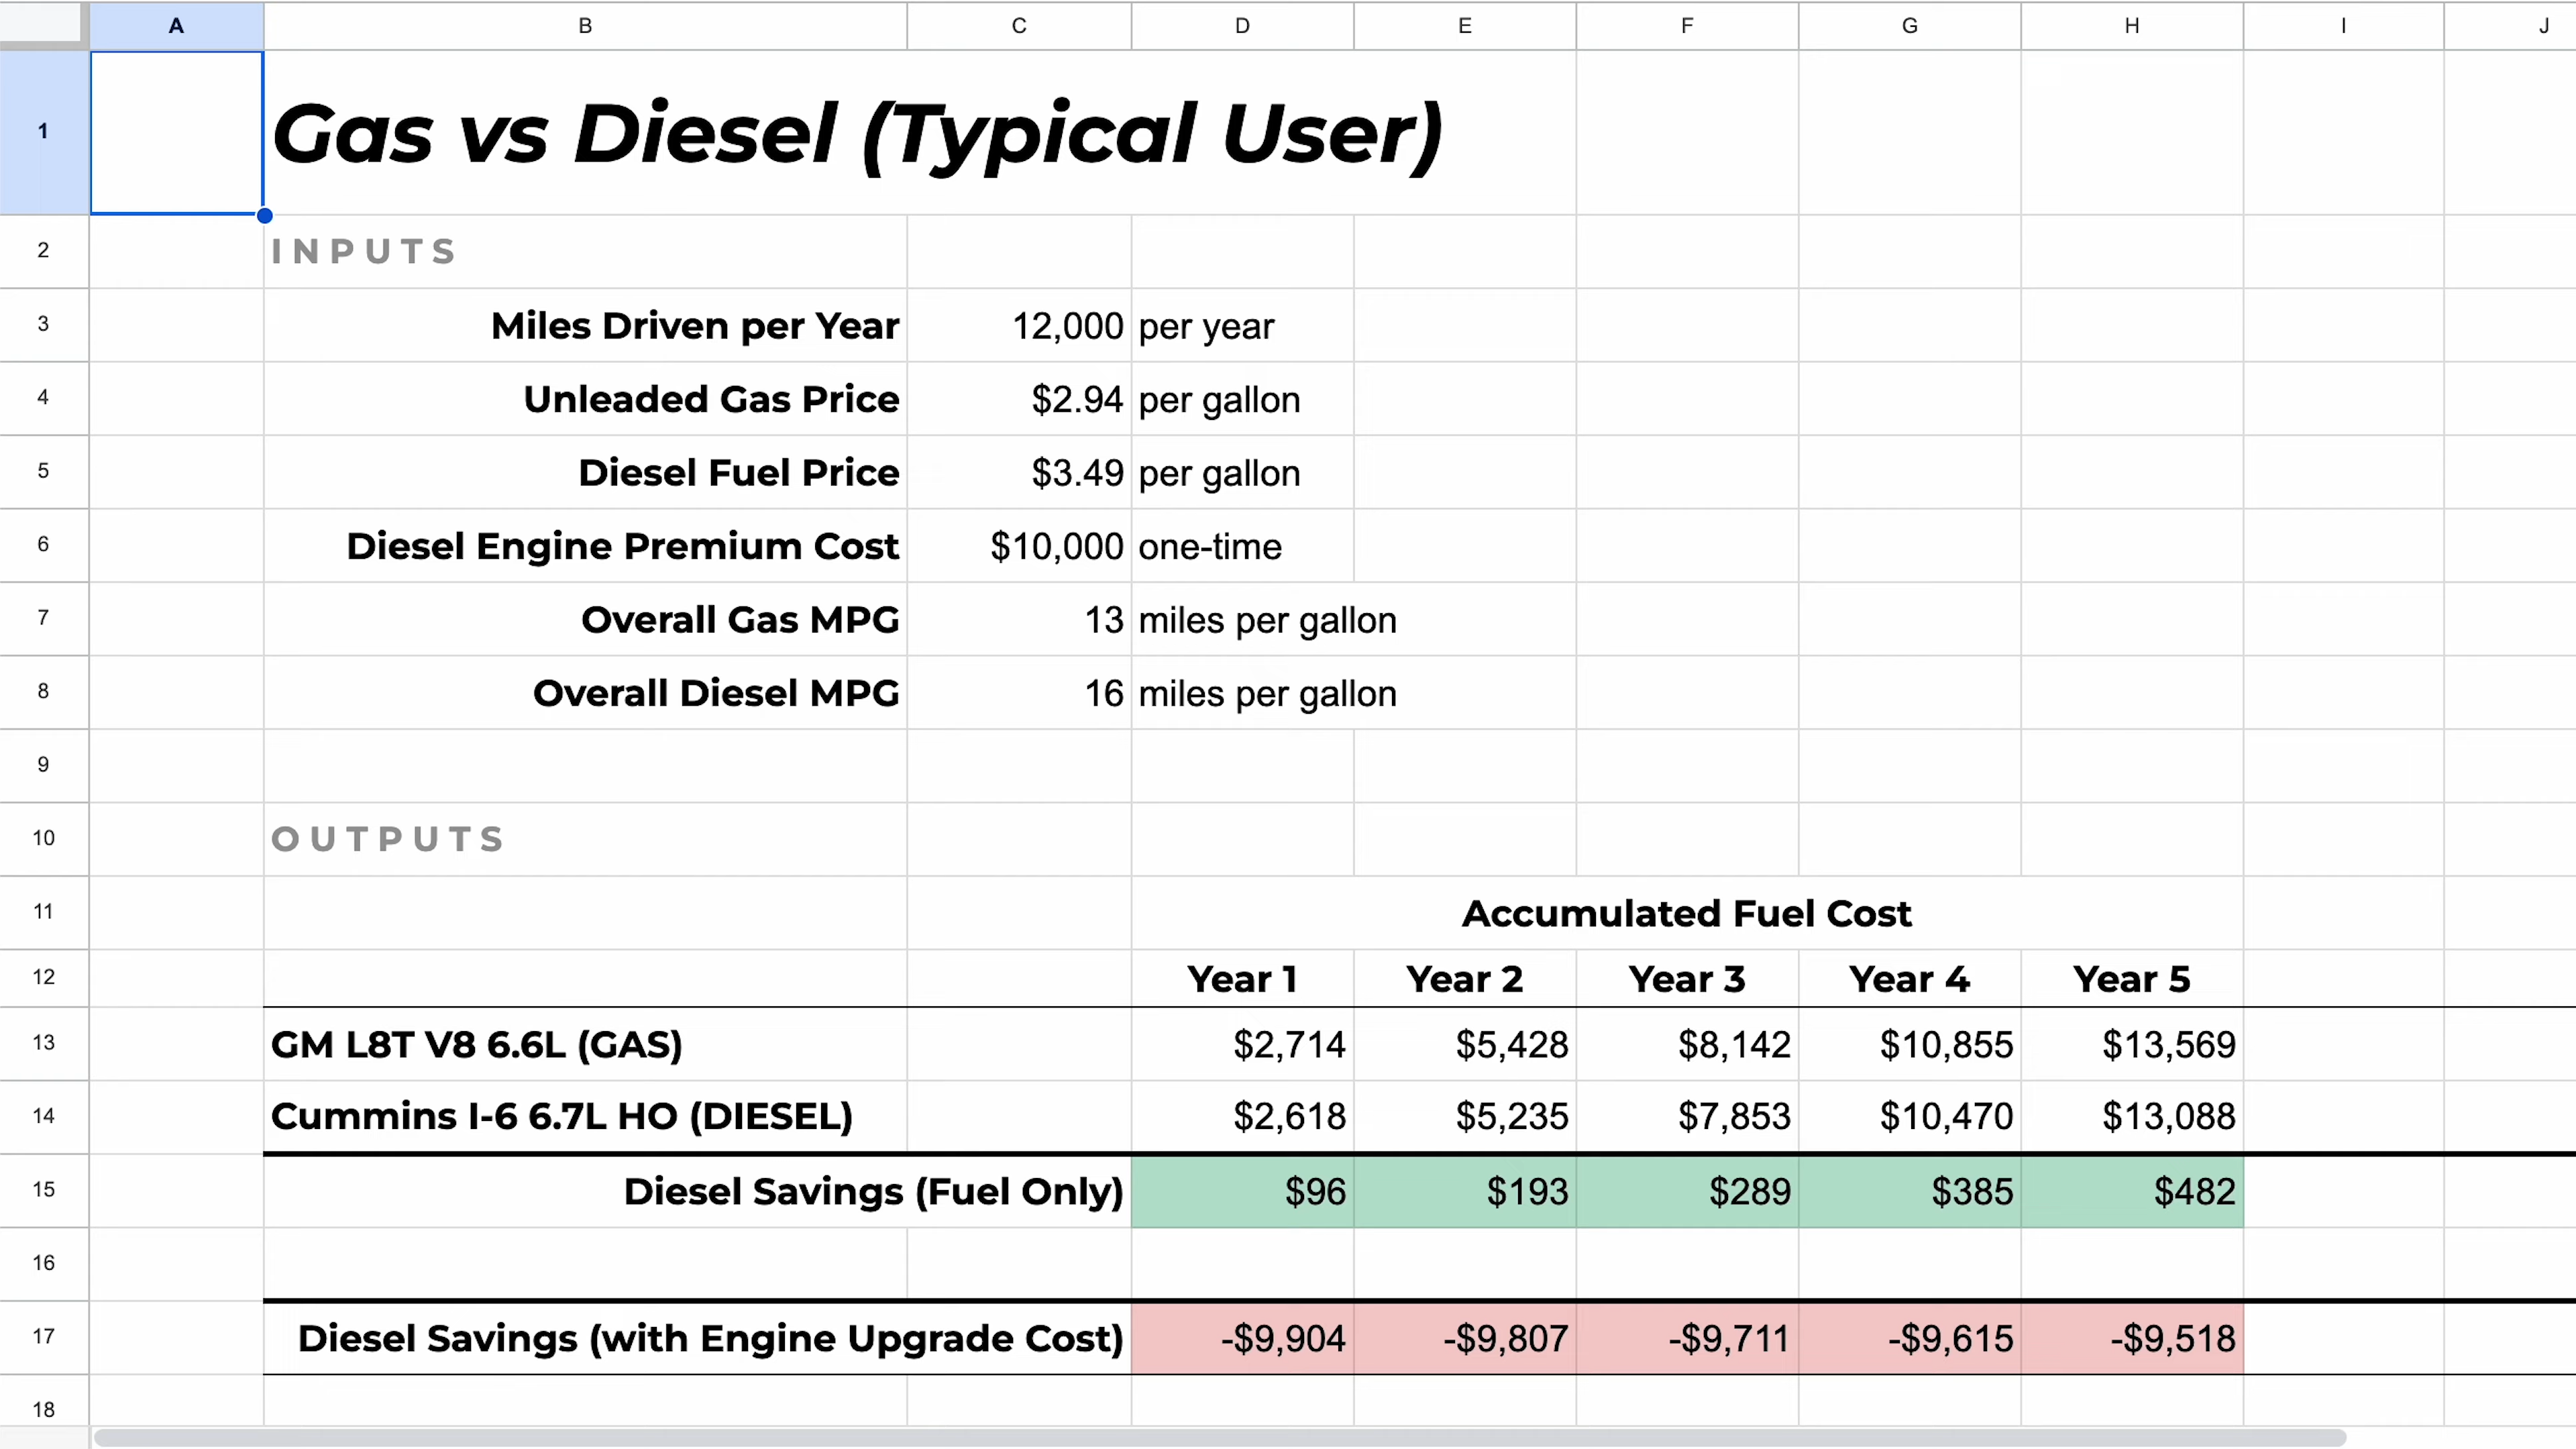 A B C D E F G H I J
1 Gas vs Diesel (Typical User)
2 INPUTS
3 Miles Driven per Year 12,000 per year
4 Unleaded Gas Price $2.94 per gallon
5 Diesel Fuel Price $3.49 per gallon
6 Diesel Engine Premium Cost $10,000 one-time
7 Overall Gas MPG 13 miles per gallon
8 Overall Diesel MPG 16 miles per gallon
9
10 OUTPUTS
11 Accumulated Fuel Cost
12 Year 1 Year 2 Year 3 Year 4 Year 5
13 GM L8T V8 6.6L (GAS) $2,714 $5,428 $8,142 $10,855 $13,569
14 Cummins I-6 6.7L HO (DIESEL) $2,618 $5,235 $7,853 $10,470 $13,088
15 Diesel Savings (Fuel Only) $96 $193 $289 $385 $482
16
17 Diesel Savings (with Engine Upgrade Cost) -$9,904 -$9,807 -$9,711 -$9,615 -$9,518
18